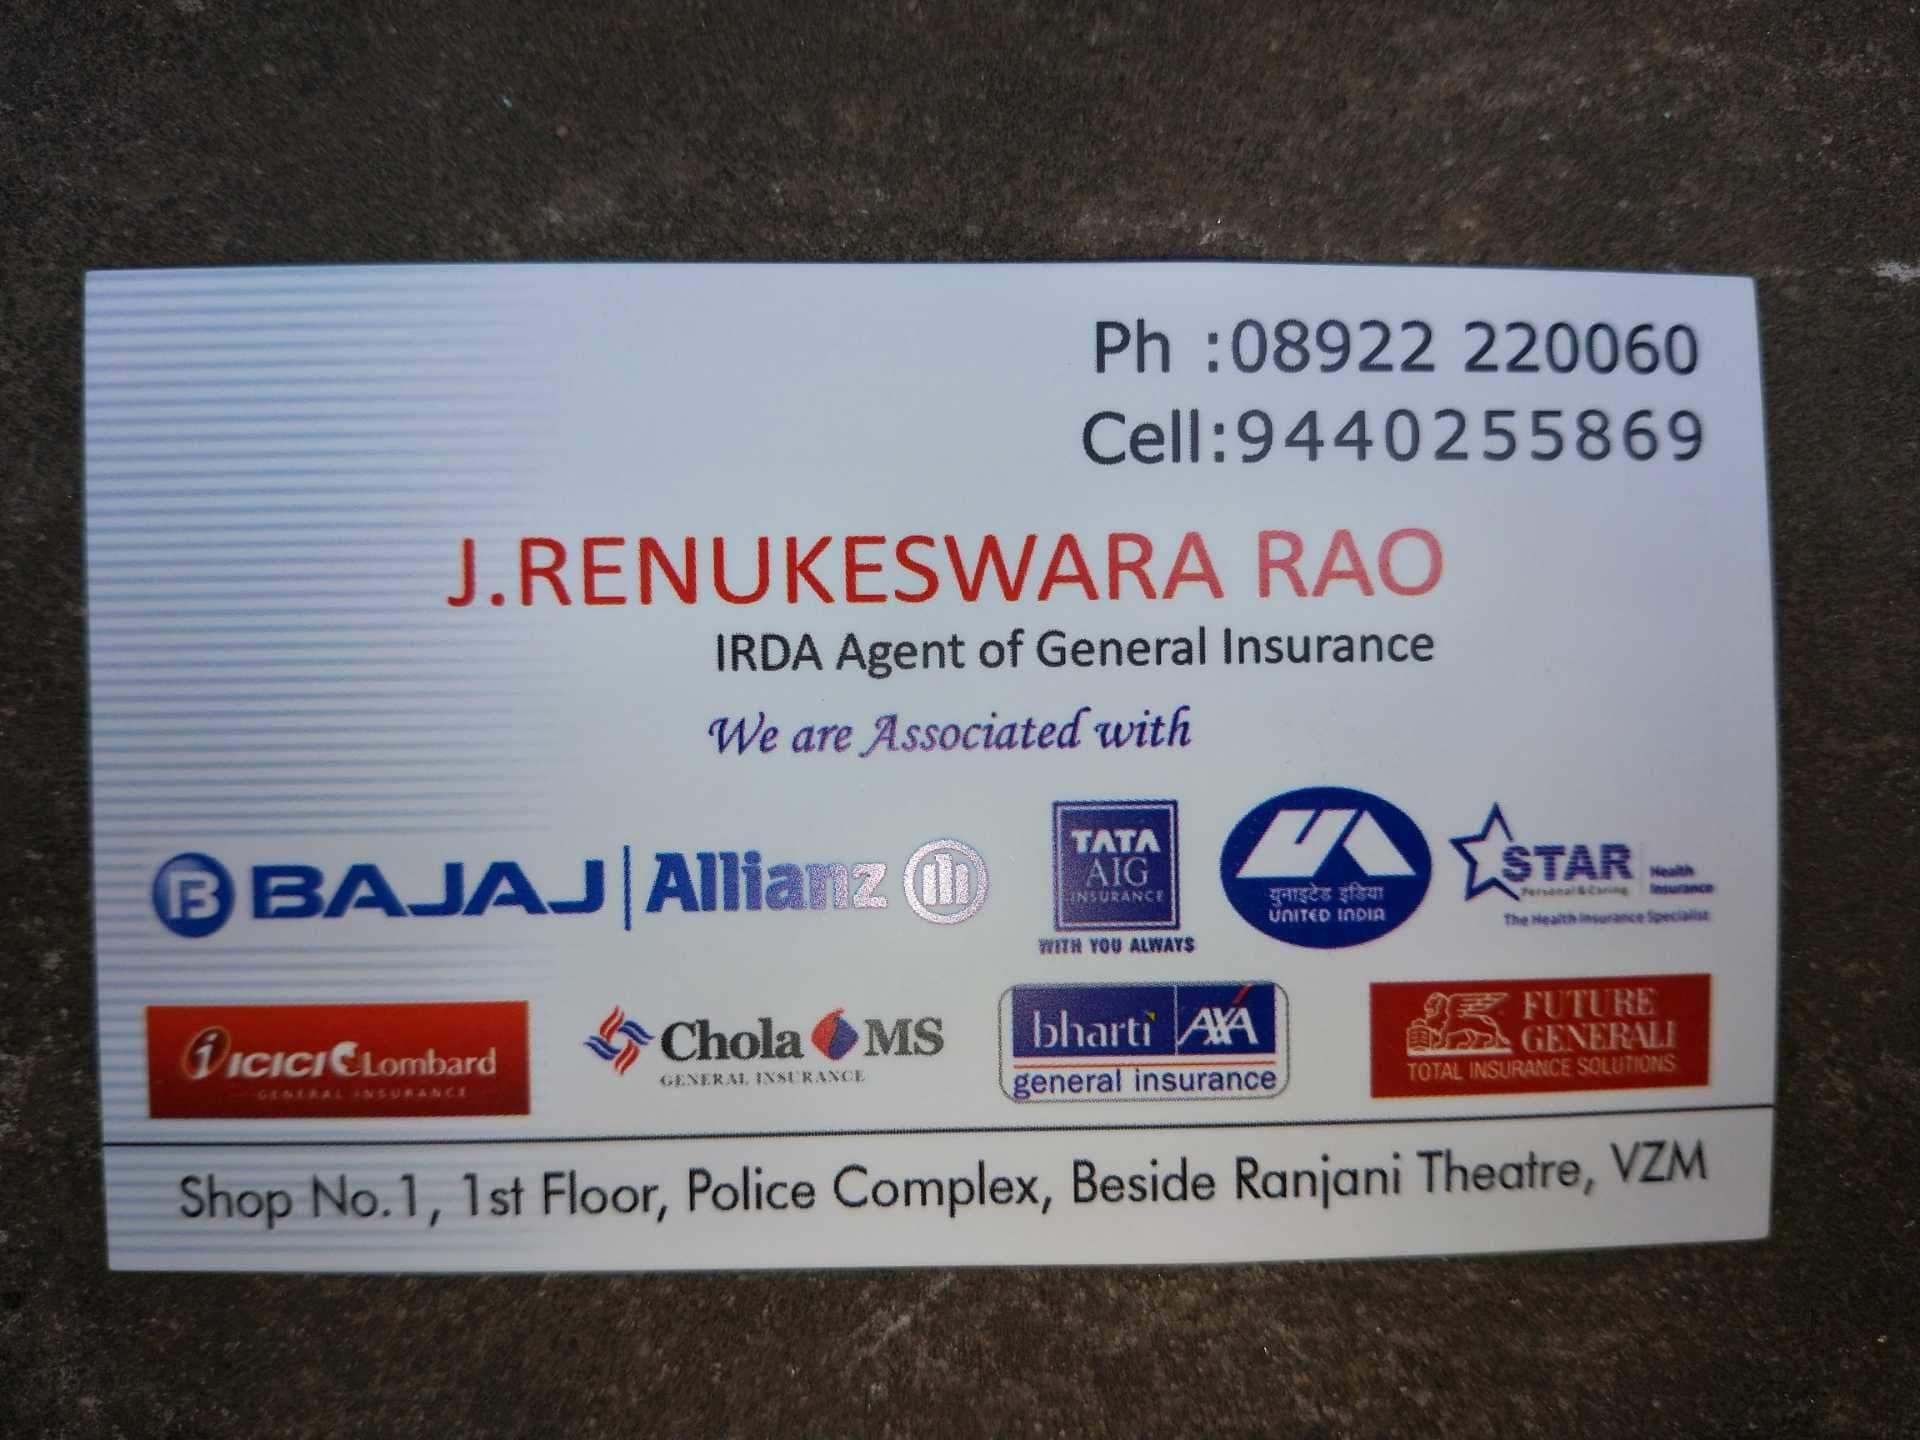 Ph :08922 220060
Cell:9440255869
J.RENUKESWARA RAO
IRDA Agent of General Insurance
We are Associated with
B BAJAJ | Allianz
TATA
AIG
INSURANCE
WITH YOU ALWAYS
युनाइटेड इंडिया
UNITED INDIA
STAR Health
Personal & Caring Insurance
The Health Insurance Specialist
ICICI Lombard
GENERAL INSURANCE
Chola MS
GENERAL INSURANCE
bharti AXA
general insurance
FUTURE
GENERALI
TOTAL INSURANCE SOLUTIONS
Shop No.1, 1st Floor, Police Complex, Beside Ranjani Theatre, VZM